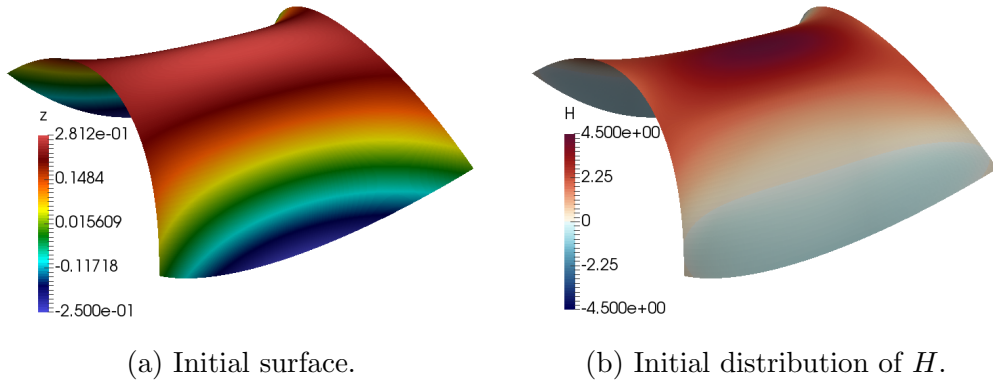 z
2.812e-01
0.1484
0.015609
-0.11718
-2.500e-01
H
4.500e+00
2.25
0
-2.25
-4.500e+00
(a) Initial surface.
(b) Initial distribution of H.